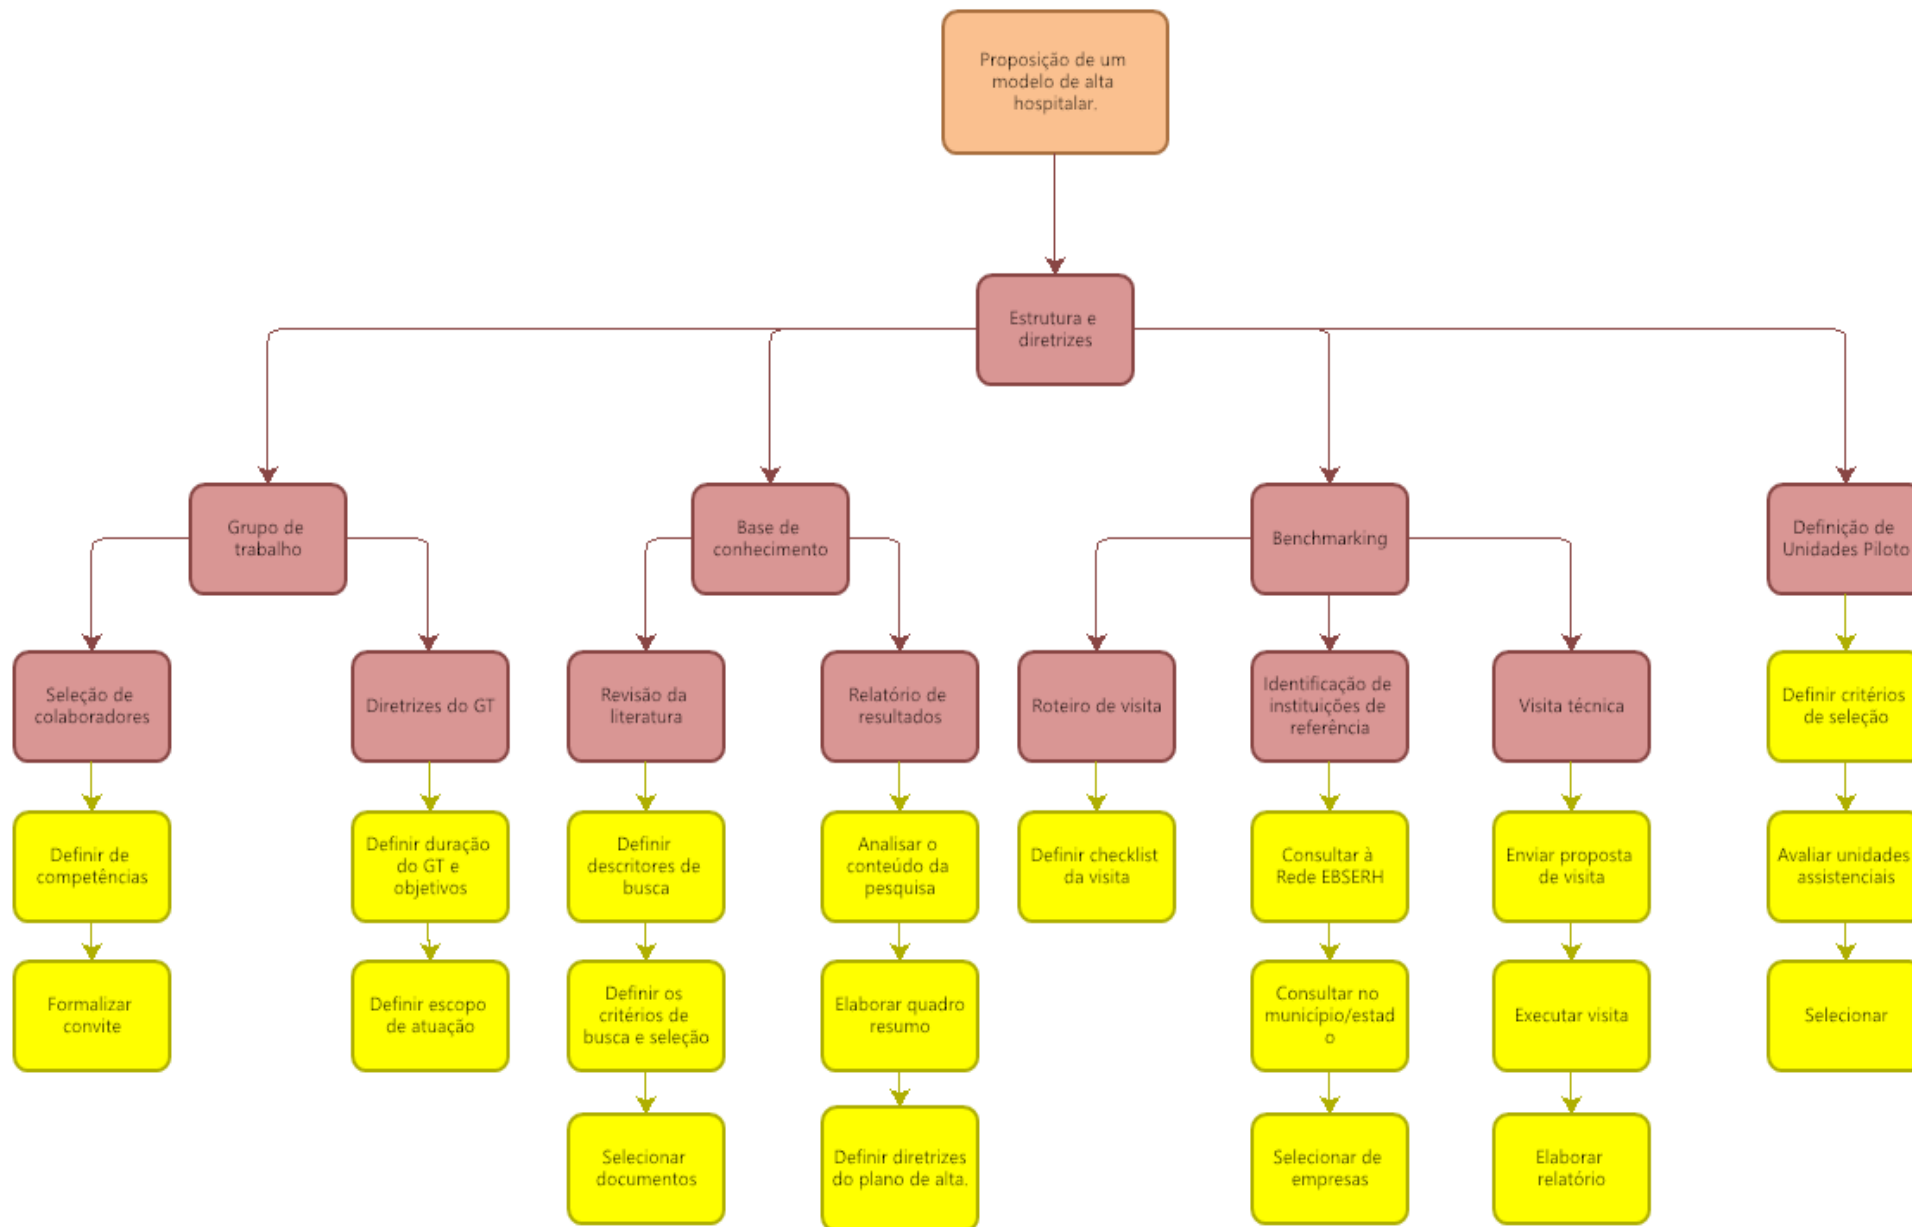 Proposição de um
modelo de alta
hospitalar.
Estrutura e
diretrizes
Grupo de
trabalho
Base de
conhecimento
Benchmarking
Definição de
Unidades Piloto
Seleção de
colaboradores
Diretrizes do GT
Revisão da
literatura
Relatório de
resultados
Roteiro de visita
Identificação de
instituições de
referência
Visita técnica
Definir critérios
de seleção
Definir de
competências
Definir duração
do GT e
objetivos
Definir
descritores de
busca
Analisar o
conteúdo da
pesquisa
Definir checklist
da visita
Consultar à
Rede EBSERH
Enviar proposta
de visita
Avaliar unidades
assistenciais
Formalizar
convite
Definir escopo
de atuação
Definir os
critérios de
busca e seleção
Elaborar quadro
resumo
Consultar no
município/estad
o
Executar visita
Selecionar
Selecionar
documentos
Definir diretrizes
do plano de alta.
Selecionar de
empresas
Elaborar
relatório